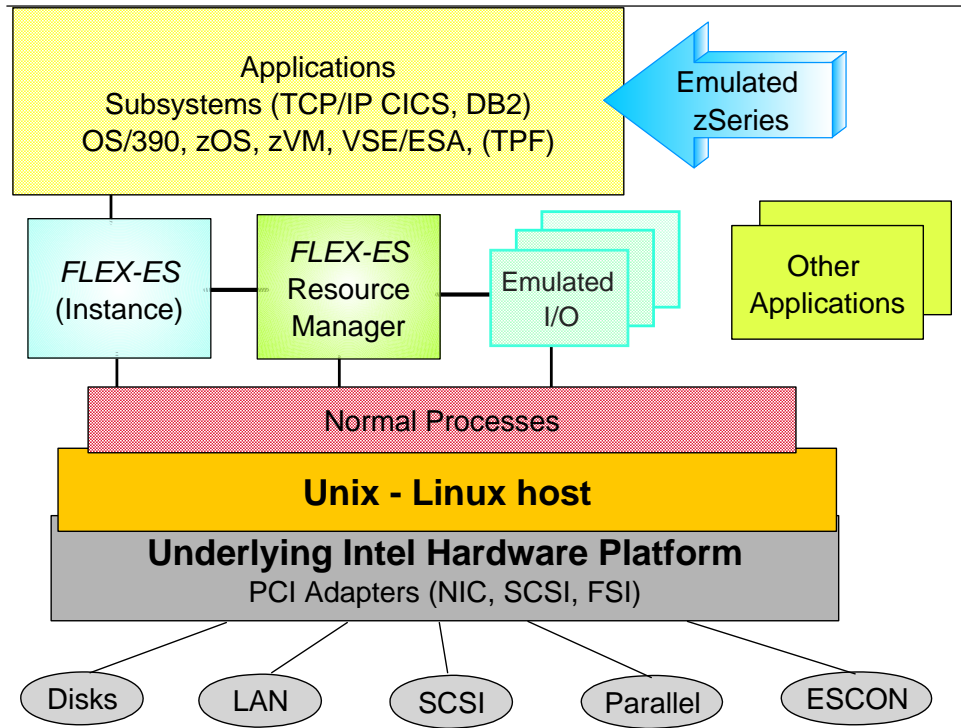 Applications
Subsystems (TCP/IP CICS, DB2)
OS/390, zOS, zVM, VSE/ESA, (TPF)
Emulated
zSeries
FLEX-ES
(Instance)
FLEX-ES
Resource
Manager
Emulated
I/O
Other
Applications
Normal Processes
Unix - Linux host
Underlying Intel Hardware Platform
PCI Adapters (NIC, SCSI, FSI)
Disks
LAN
SCSI
Parallel
ESCON